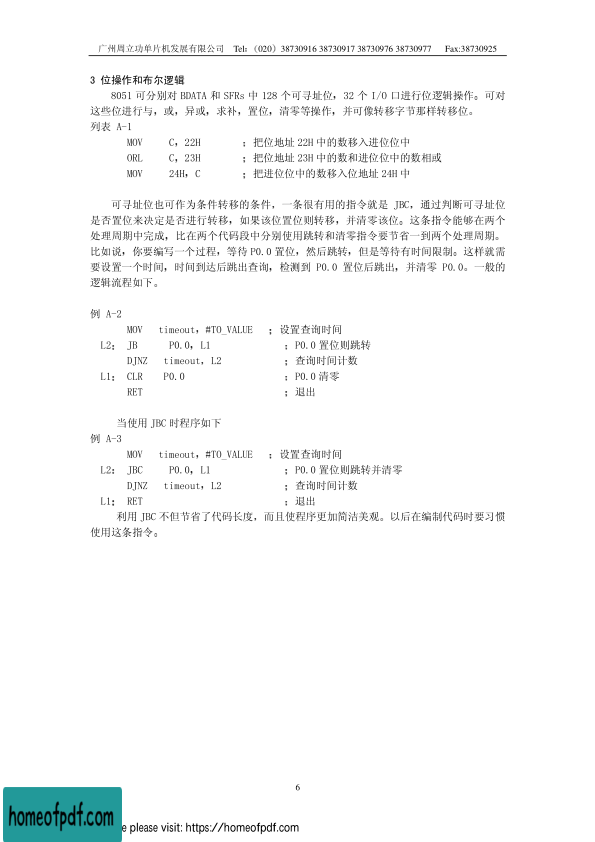 广州周立功单片机发展有限公司 Tel：（020）38730916 38730917 38730976 38730977 Fax:38730925
3 位操作和布尔逻辑
8051 可分别对 BDATA 和 SFRs 中 128 个可寻址位，32 个 I/O 口进行位逻辑操作。可对
这些位进行与，或，异或，求补，置位，清零等操作，并可像转移字节那样转移位。
列表 A-1
MOV C，22H ；把位地址 22H 中的数移入进位位中
ORL C，23H ；把位地址 23H 中的数和进位位中的数相或
MOV 24H，C ；把进位位中的数移入位地址 24H 中
可寻址位也可作为条件转移的条件，一条很有用的指令就是 JBC，通过判断可寻址位
是否置位来决定是否进行转移，如果该位置位则转移，并清零该位。这条指令能够在两个
处理周期中完成，比在两个代码段中分别使用跳转和清零指令要节省一到两个处理周期。
比如说，你要编写一个过程，等待 P0.0 置位，然后跳转，但是等待有时间限制。这样就需
要设置一个时间，时间到达后跳出查询，检测到 P0.0 置位后跳出，并清零 P0.0。一般的
逻辑流程如下。
例 A-2
MOV timeout，#TO_VALUE ；设置查询时间
L2： JB P0.0，L1 ；P0.0 置位则跳转
DJNZ timeout，L2 ；查询时间计数
L1： CLR P0.0 ；P0.0 清零
RET ；退出
当使用 JBC 时程序如下
例 A-3
MOV timeout，#TO_VALUE ；设置查询时间
L2： JBC P0.0，L1 ；P0.0 置位则跳转并清零
DJNZ timeout，L2 ；查询时间计数
L1； RET ；退出
利用 JBC 不但节省了代码长度，而且使程序更加简洁美观。以后在编制代码时要习惯
使用这条指令。
6
homeofpdf.com
e please visit: https://homeofpdf.com